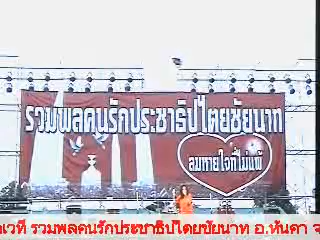 รวมพลคนรักประชาธิปไตยชัยนาท
ลมหายใจที่ไม่แพ้
เวที รวมพลคนรักประชาธิปไตยชัยนาท อ.หันคา จ